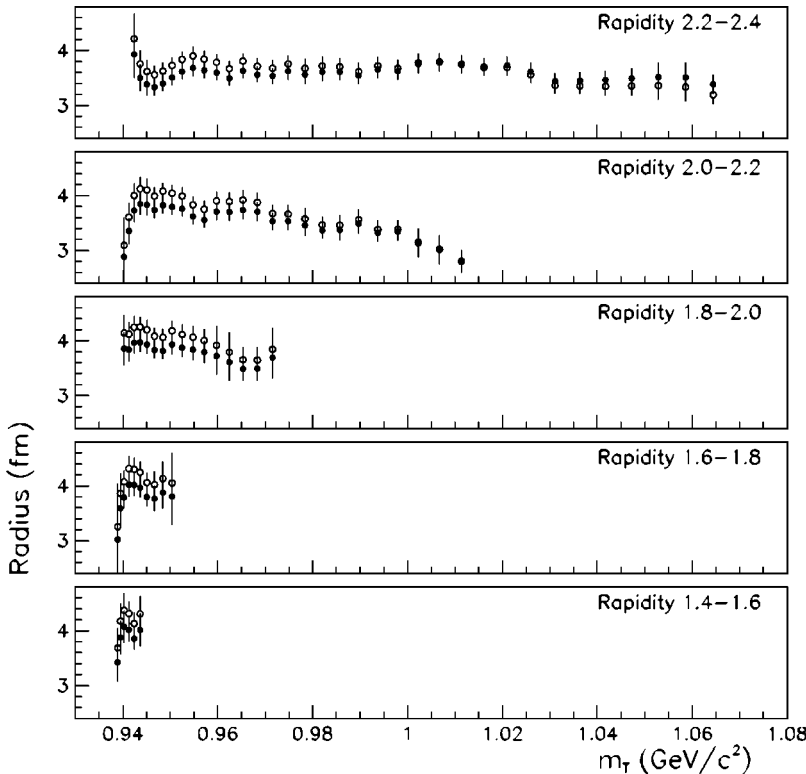 Rapidity 2.2−2.4
4
3
Rapidity 2.0−2.2
4
3
Rapidity 1.8−2.0
4
3
Rapidity 1.6−1.8
4
3
Rapidity 1.4−1.6
4
3
Radius (fm)
0.94 0.96 0.98 1 1.02 1.04 1.06 1.08
m_T (GeV/c²)